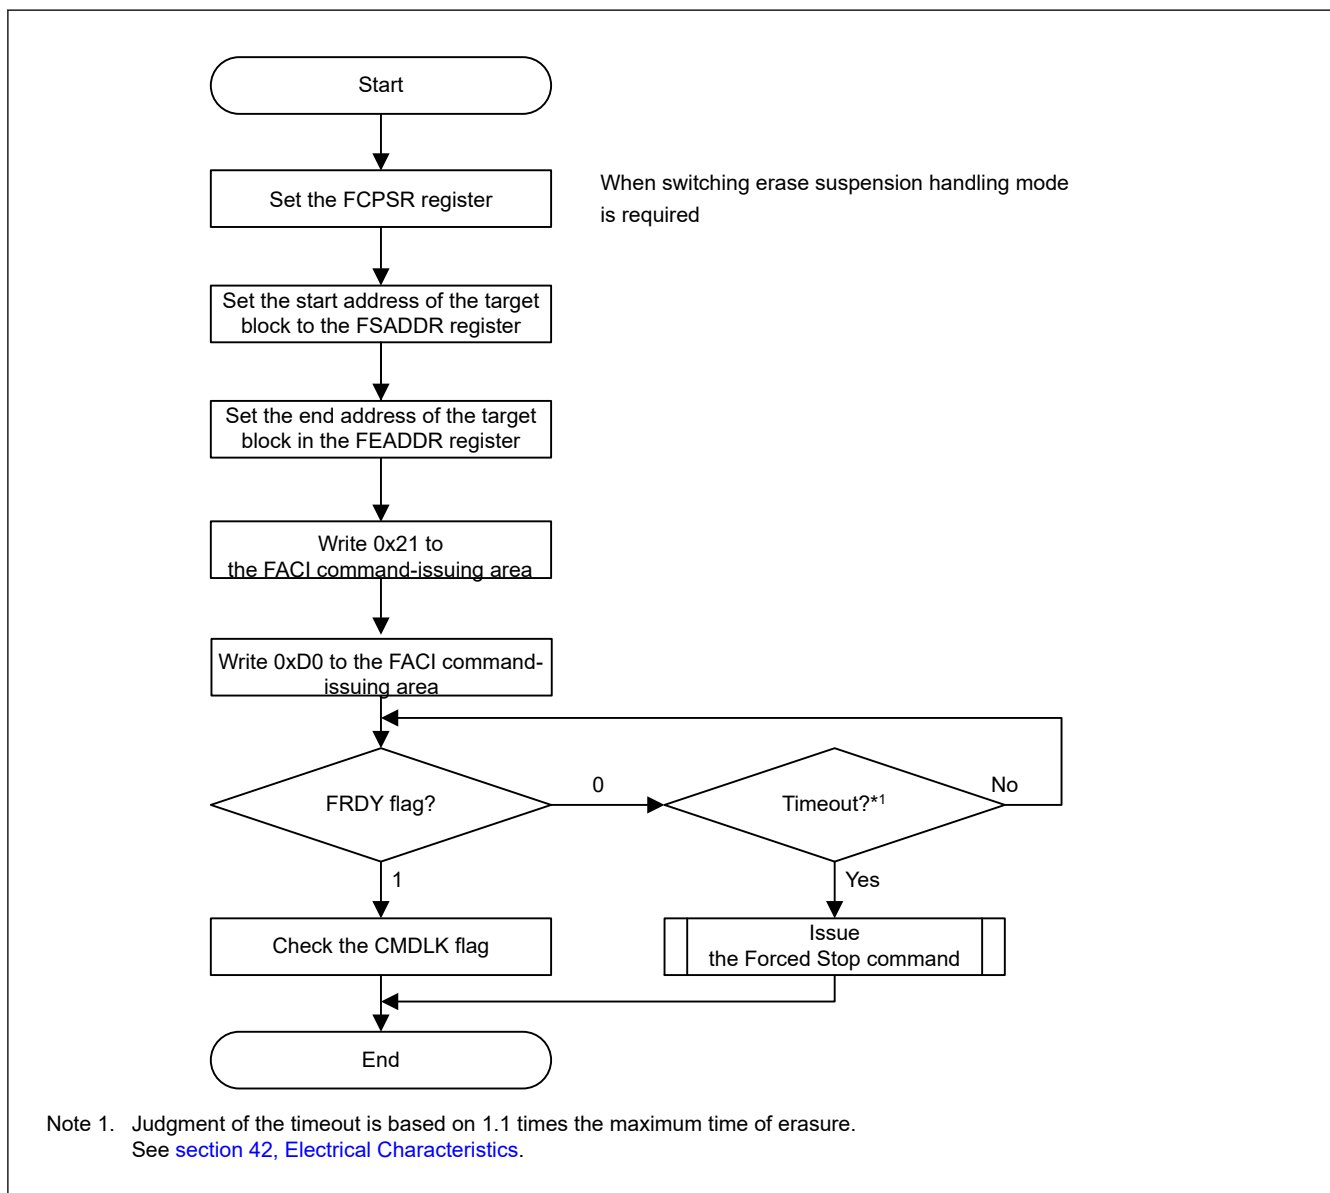 Start
Set the FCPSR register
When switching erase suspension handling mode
is required
Set the start address of the target
block to the FSADDR register
Set the end address of the target
block in the FEADDR register
Write 0x21 to
the FACI command-issuing area
Write 0xD0 to the FACI command-
issuing area
FRDY flag?
0
Timeout?*1
No
1
Yes
Check the CMDLK flag
Issue
the Forced Stop command
End
Note 1. Judgment of the timeout is based on 1.1 times the maximum time of erasure.
See section 42, Electrical Characteristics.